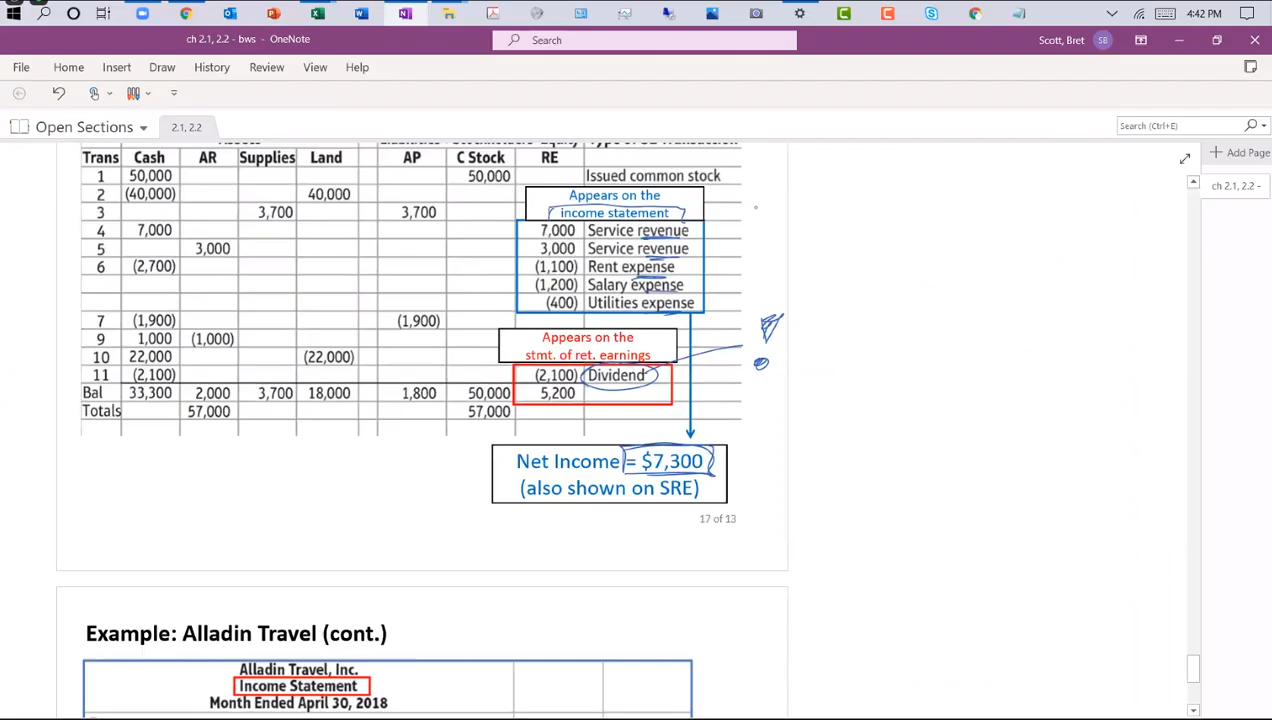 4:42 PM
ch 2.1, 2.2 - bws - OneNote
Search
Scott, Bret
SB
File Home Insert Draw History Review View Help
Open Sections
2.1, 2.2
Search (Ctrl+E)
Add Page
ch 2.1, 2.2 -
Trans Cash AR Supplies Land AP C Stock RE
1 50,000 50,000 Issued common stock
2 (40,000) 40,000
Appears on the
income statement
3 3,700 3,700
4 7,000 7,000 Service revenue
5 3,000 3,000 Service revenue
6 (2,700) (1,100) Rent expense
(1,200) Salary expense
(400) Utilities expense
7 (1,900) (1,900)
9 1,000 (1,000)
Appears on the
stmt. of ret. earnings
10 22,000 (22,000)
11 (2,100) (2,100) Dividend
Bal 33,300 2,000 3,700 18,000 1,800 50,000 5,200
Totals 57,000 57,000
Net Income = $7,300
(also shown on SRE)
17 of 13
Example: Alladin Travel (cont.)
Alladin Travel, Inc.
Income Statement
Month Ended April 30, 2018